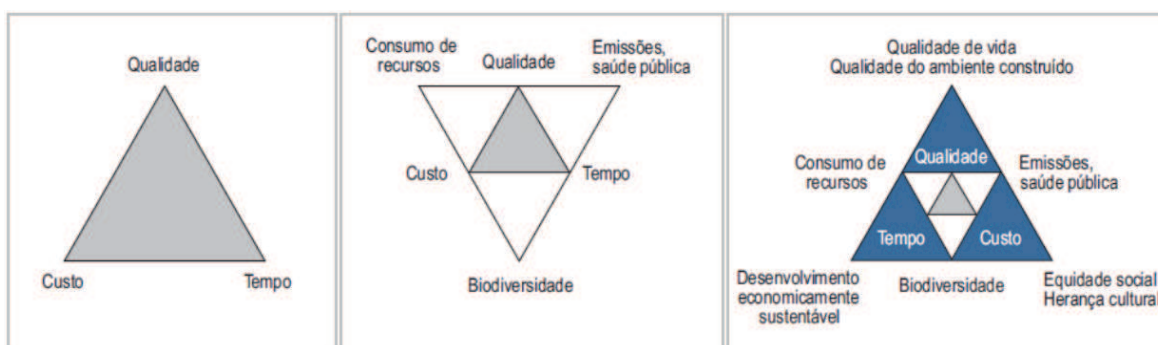 Qualidade
Custo
Tempo
Consumo de
recursos
Qualidade
Emissões,
saúde pública
Custo
Tempo
Biodiversidade
Qualidade de vida
Qualidade do ambiente construído
Consumo de
recursos
Qualidade
Emissões,
saúde pública
Tempo
Custo
Desenvolvimento
economicamente
sustentável
Biodiversidade
Equidade social
Herança cultural